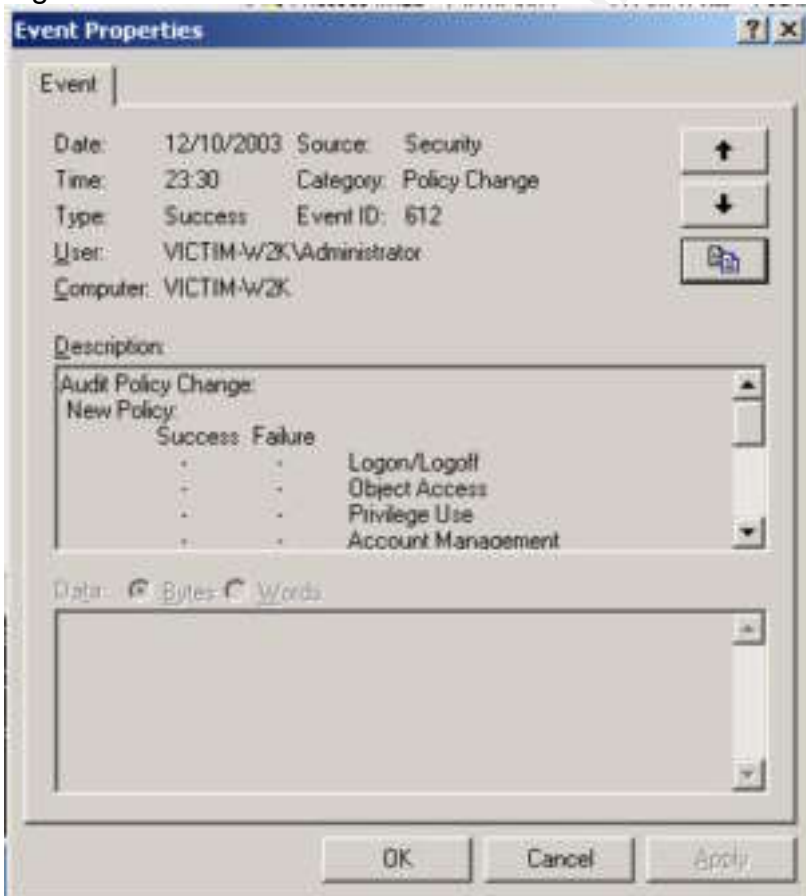 Event Properties
Event
Date: 12/10/2003 Source: Security
Time: 23:30 Category: Policy Change
Type: Success Event ID: 612
User: VICTIM-W2K\Administrator
Computer: VICTIM-W2K
Description:
Audit Policy Change:
New Policy:
Success Failure
- - Logon/Logoff
- - Object Access
- - Privilege Use
- - Account Management
Data: Bytes Words
OK Cancel Apply